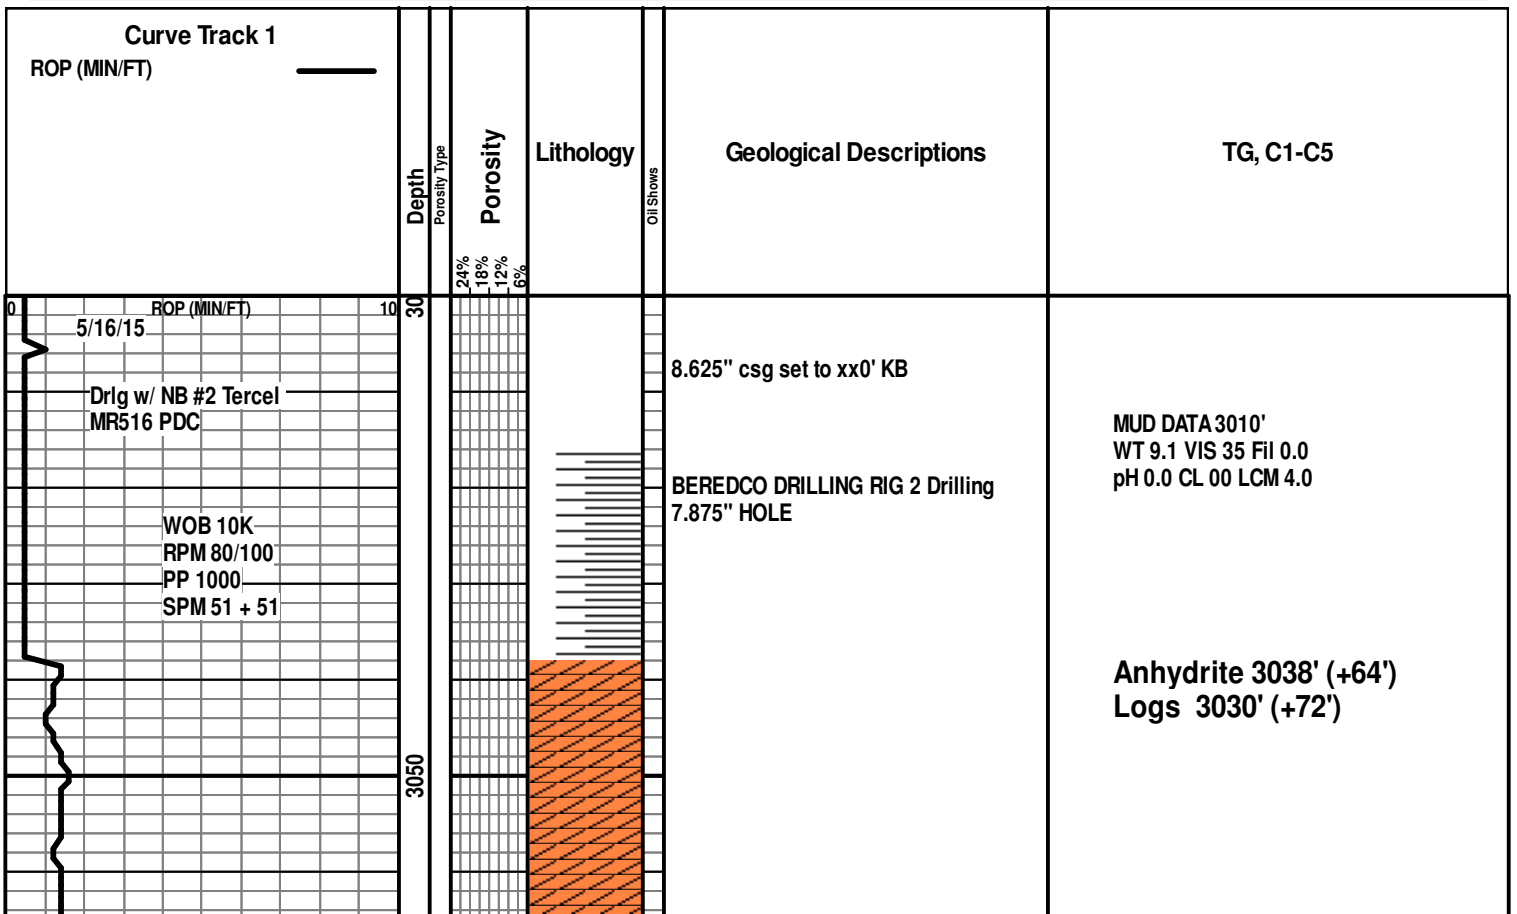 Curve Track 1
ROP (MIN/FT)
Depth
Porosity Type
Porosity
24%
18%
12%
6%
Lithology
Oil Shows
Geological Descriptions
TG, C1-C5
0 ROP (MIN/FT) 10
30
5/16/15
8.625" csg set to xx0' KB
Drlg w/ NB #2 Tercel
MR516 PDC
MUD DATA 3010'
WT 9.1 VIS 35 Fil 0.0
pH 0.0 CL 00 LCM 4.0
BEREDCO DRILLING RIG 2 Drilling
7.875" HOLE
WOB 10K
RPM 80/100
PP 1000
SPM 51 + 51
Anhydrite 3038' (+64')
Logs 3030' (+72')
3050